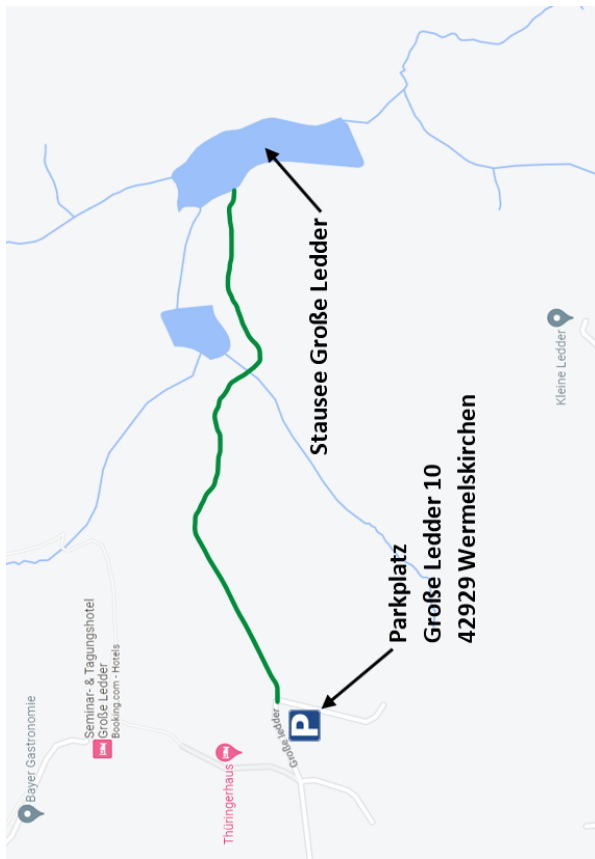 Bayer Gastronomie
Seminar- & Tagungshotel
Große Ledder
Booking.com - Hotels
Thüringerhaus
Große Ledder
P
Parkplatz
Große Ledder 10
42929 Wermelskirchen
Stausee Große Ledder
Kleine Ledder